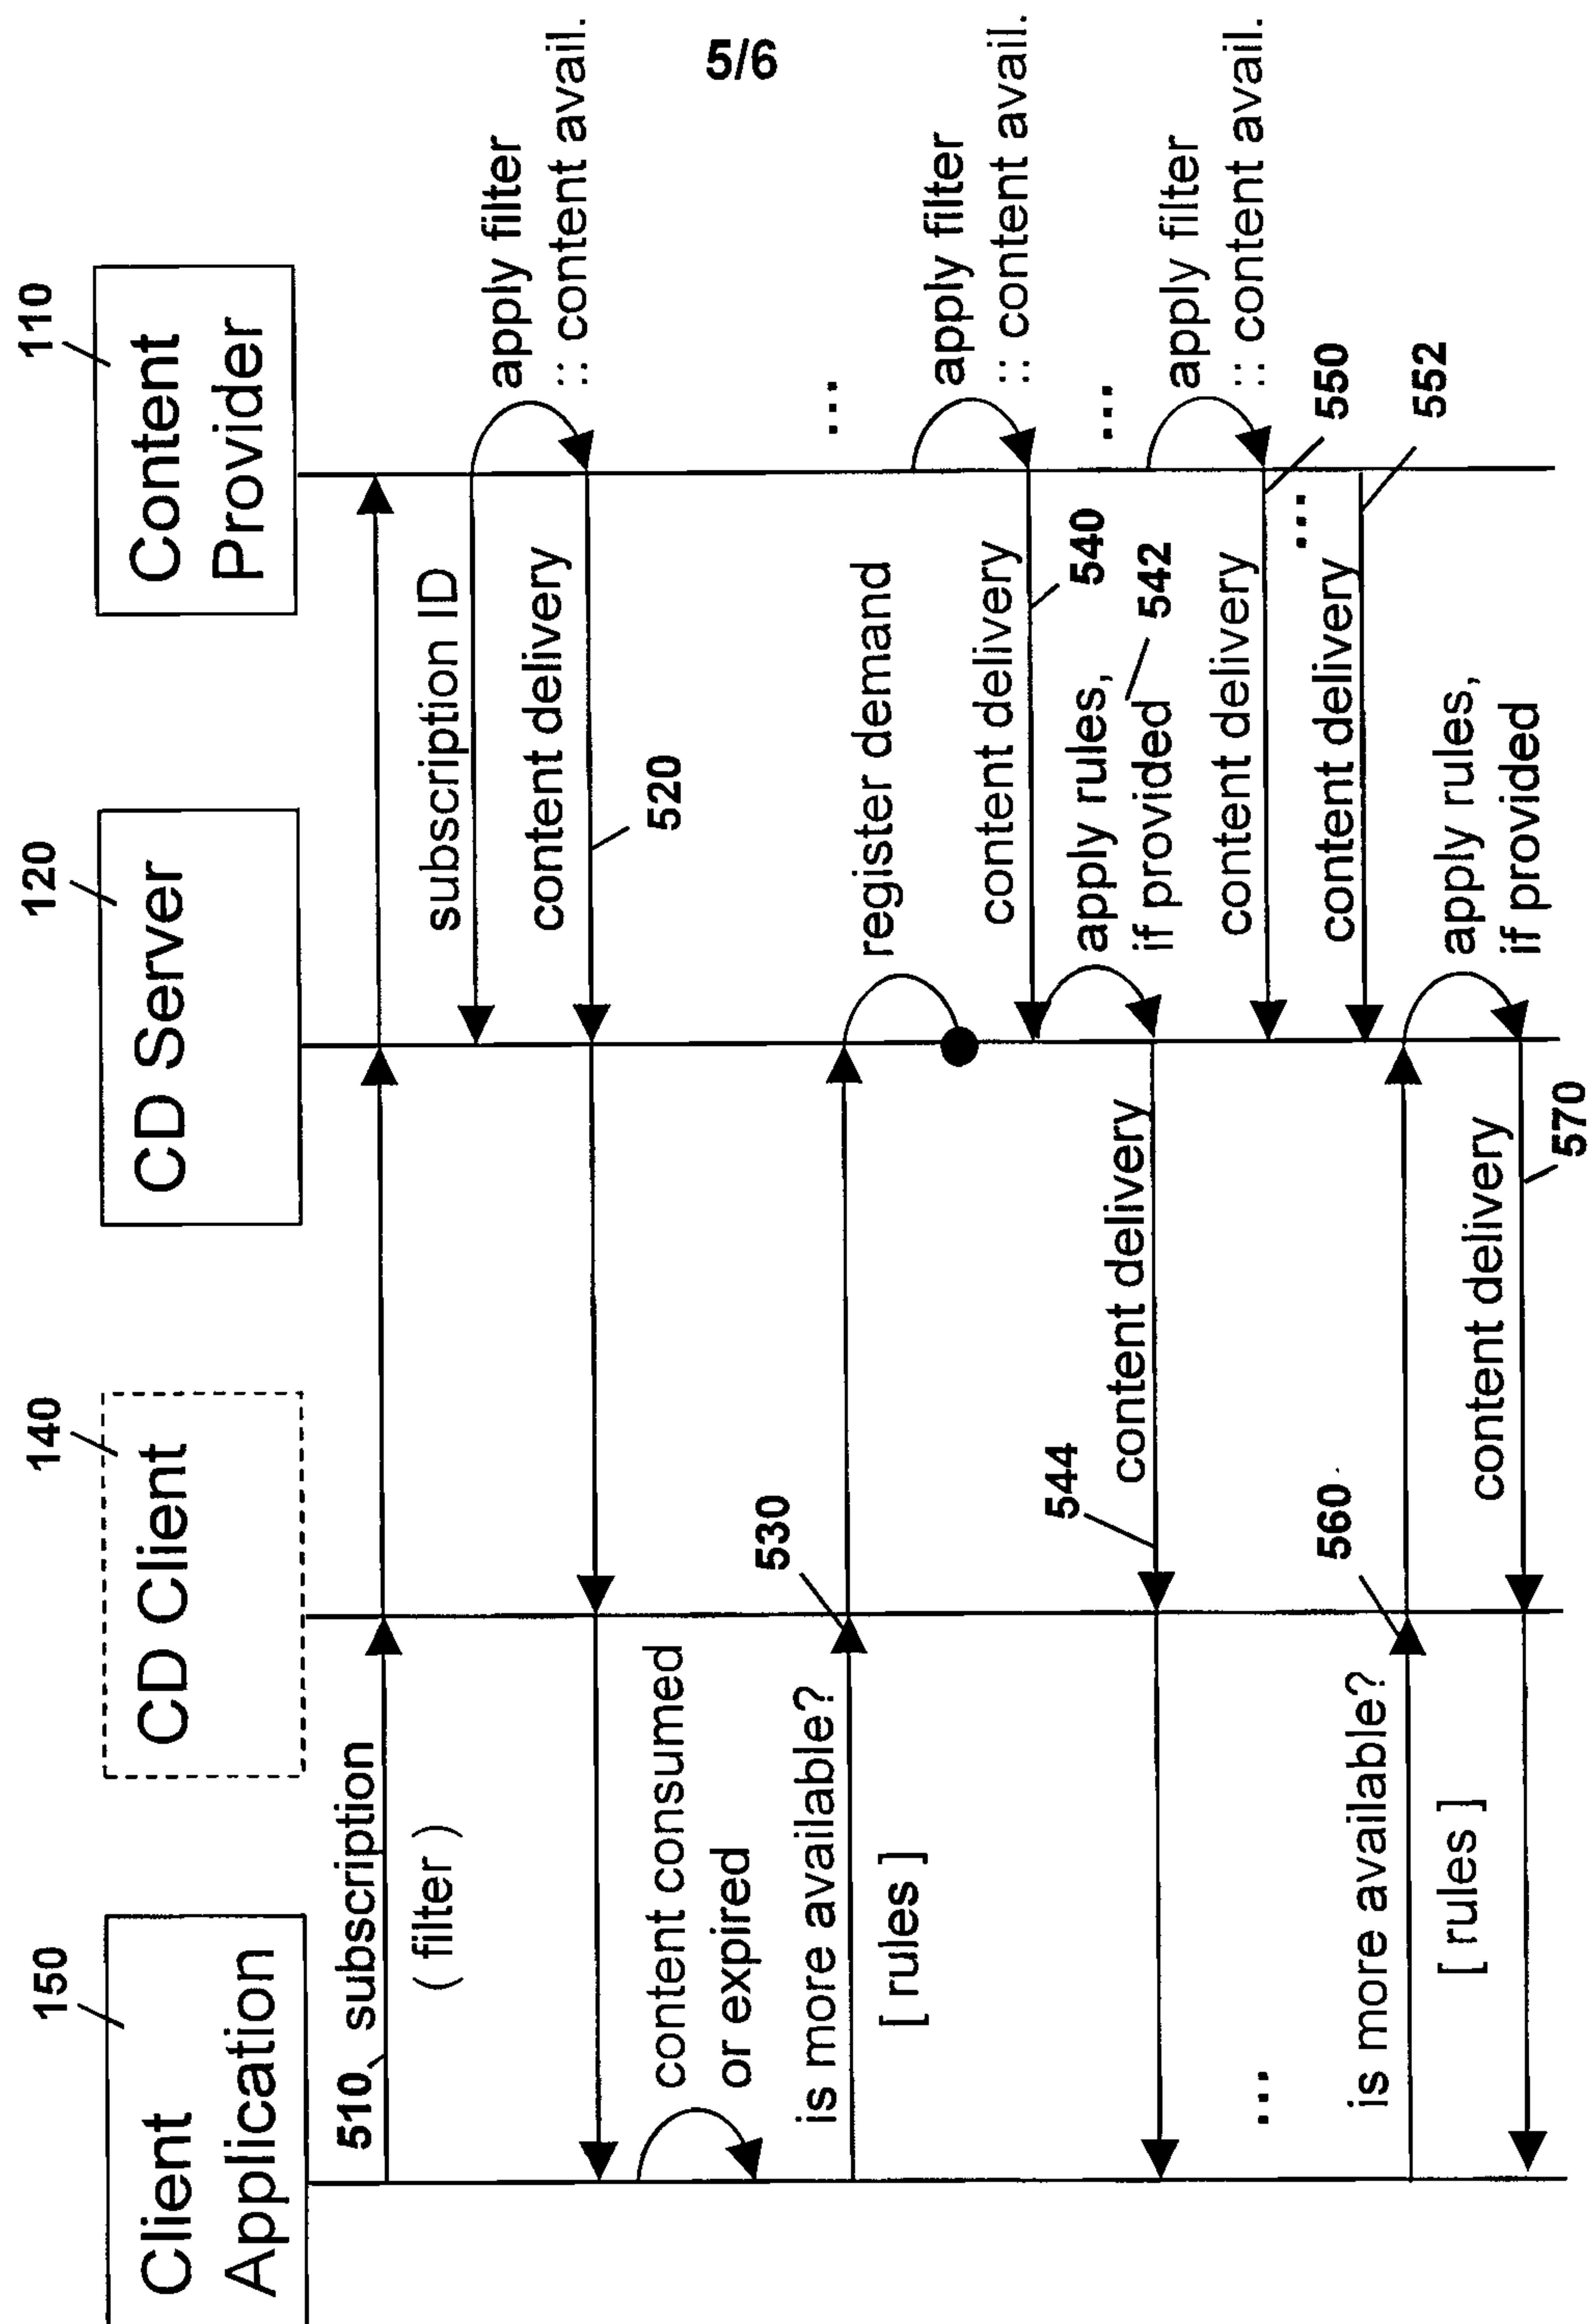 5/6
150
140
120
110
Client
Application
CD Client
CD Server
Content
Provider
510 subscription
( filter )
subscription ID
apply filter
:: content avail.
content delivery
520
content consumed
or expired
is more available?
530
[ rules ]
register demand
...
apply filter
:: content avail.
content delivery
540
apply rules,
if provided
542
544
content delivery
...
apply filter
:: content avail.
content delivery
550
...
...
content delivery
552
is more available?
560
[ rules ]
apply rules,
if provided
content delivery
570